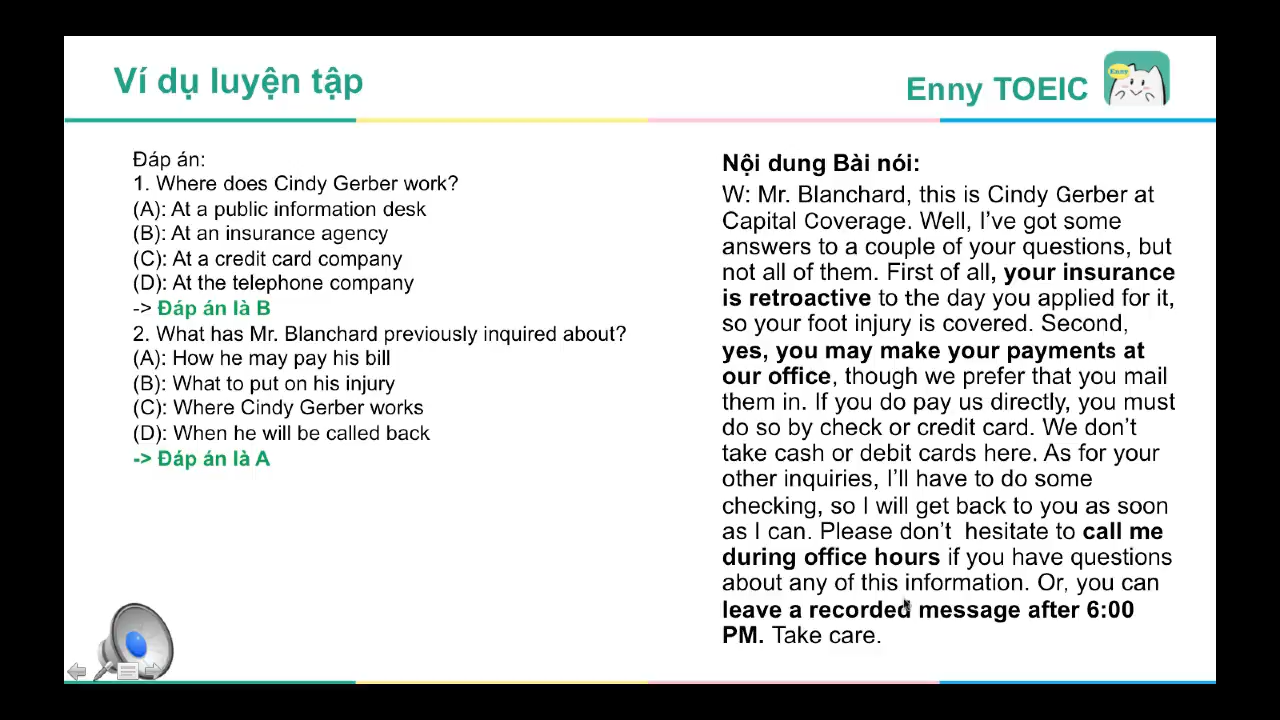 Ví dụ luyện tập
Enny TOEIC
Enny
Đáp án:
1. Where does Cindy Gerber work?
(A): At a public information desk
(B): At an insurance agency
(C): At a credit card company
(D): At the telephone company
-> Đáp án là B
2. What has Mr. Blanchard previously inquired about?
(A): How he may pay his bill
(B): What to put on his injury
(C): Where Cindy Gerber works
(D): When he will be called back
-> Đáp án là A
Nội dung Bài nói:
W: Mr. Blanchard, this is Cindy Gerber at
Capital Coverage. Well, I’ve got some
answers to a couple of your questions, but
not all of them. First of all, your insurance
is retroactive to the day you applied for it,
so your foot injury is covered. Second,
yes, you may make your payments at
our office, though we prefer that you mail
them in. If you do pay us directly, you must
do so by check or credit card. We don’t
take cash or debit cards here. As for your
other inquiries, I’ll have to do some
checking, so I will get back to you as soon
as I can. Please don’t hesitate to call me
during office hours if you have questions
about any of this information. Or, you can
leave a recorded message after 6:00
PM. Take care.